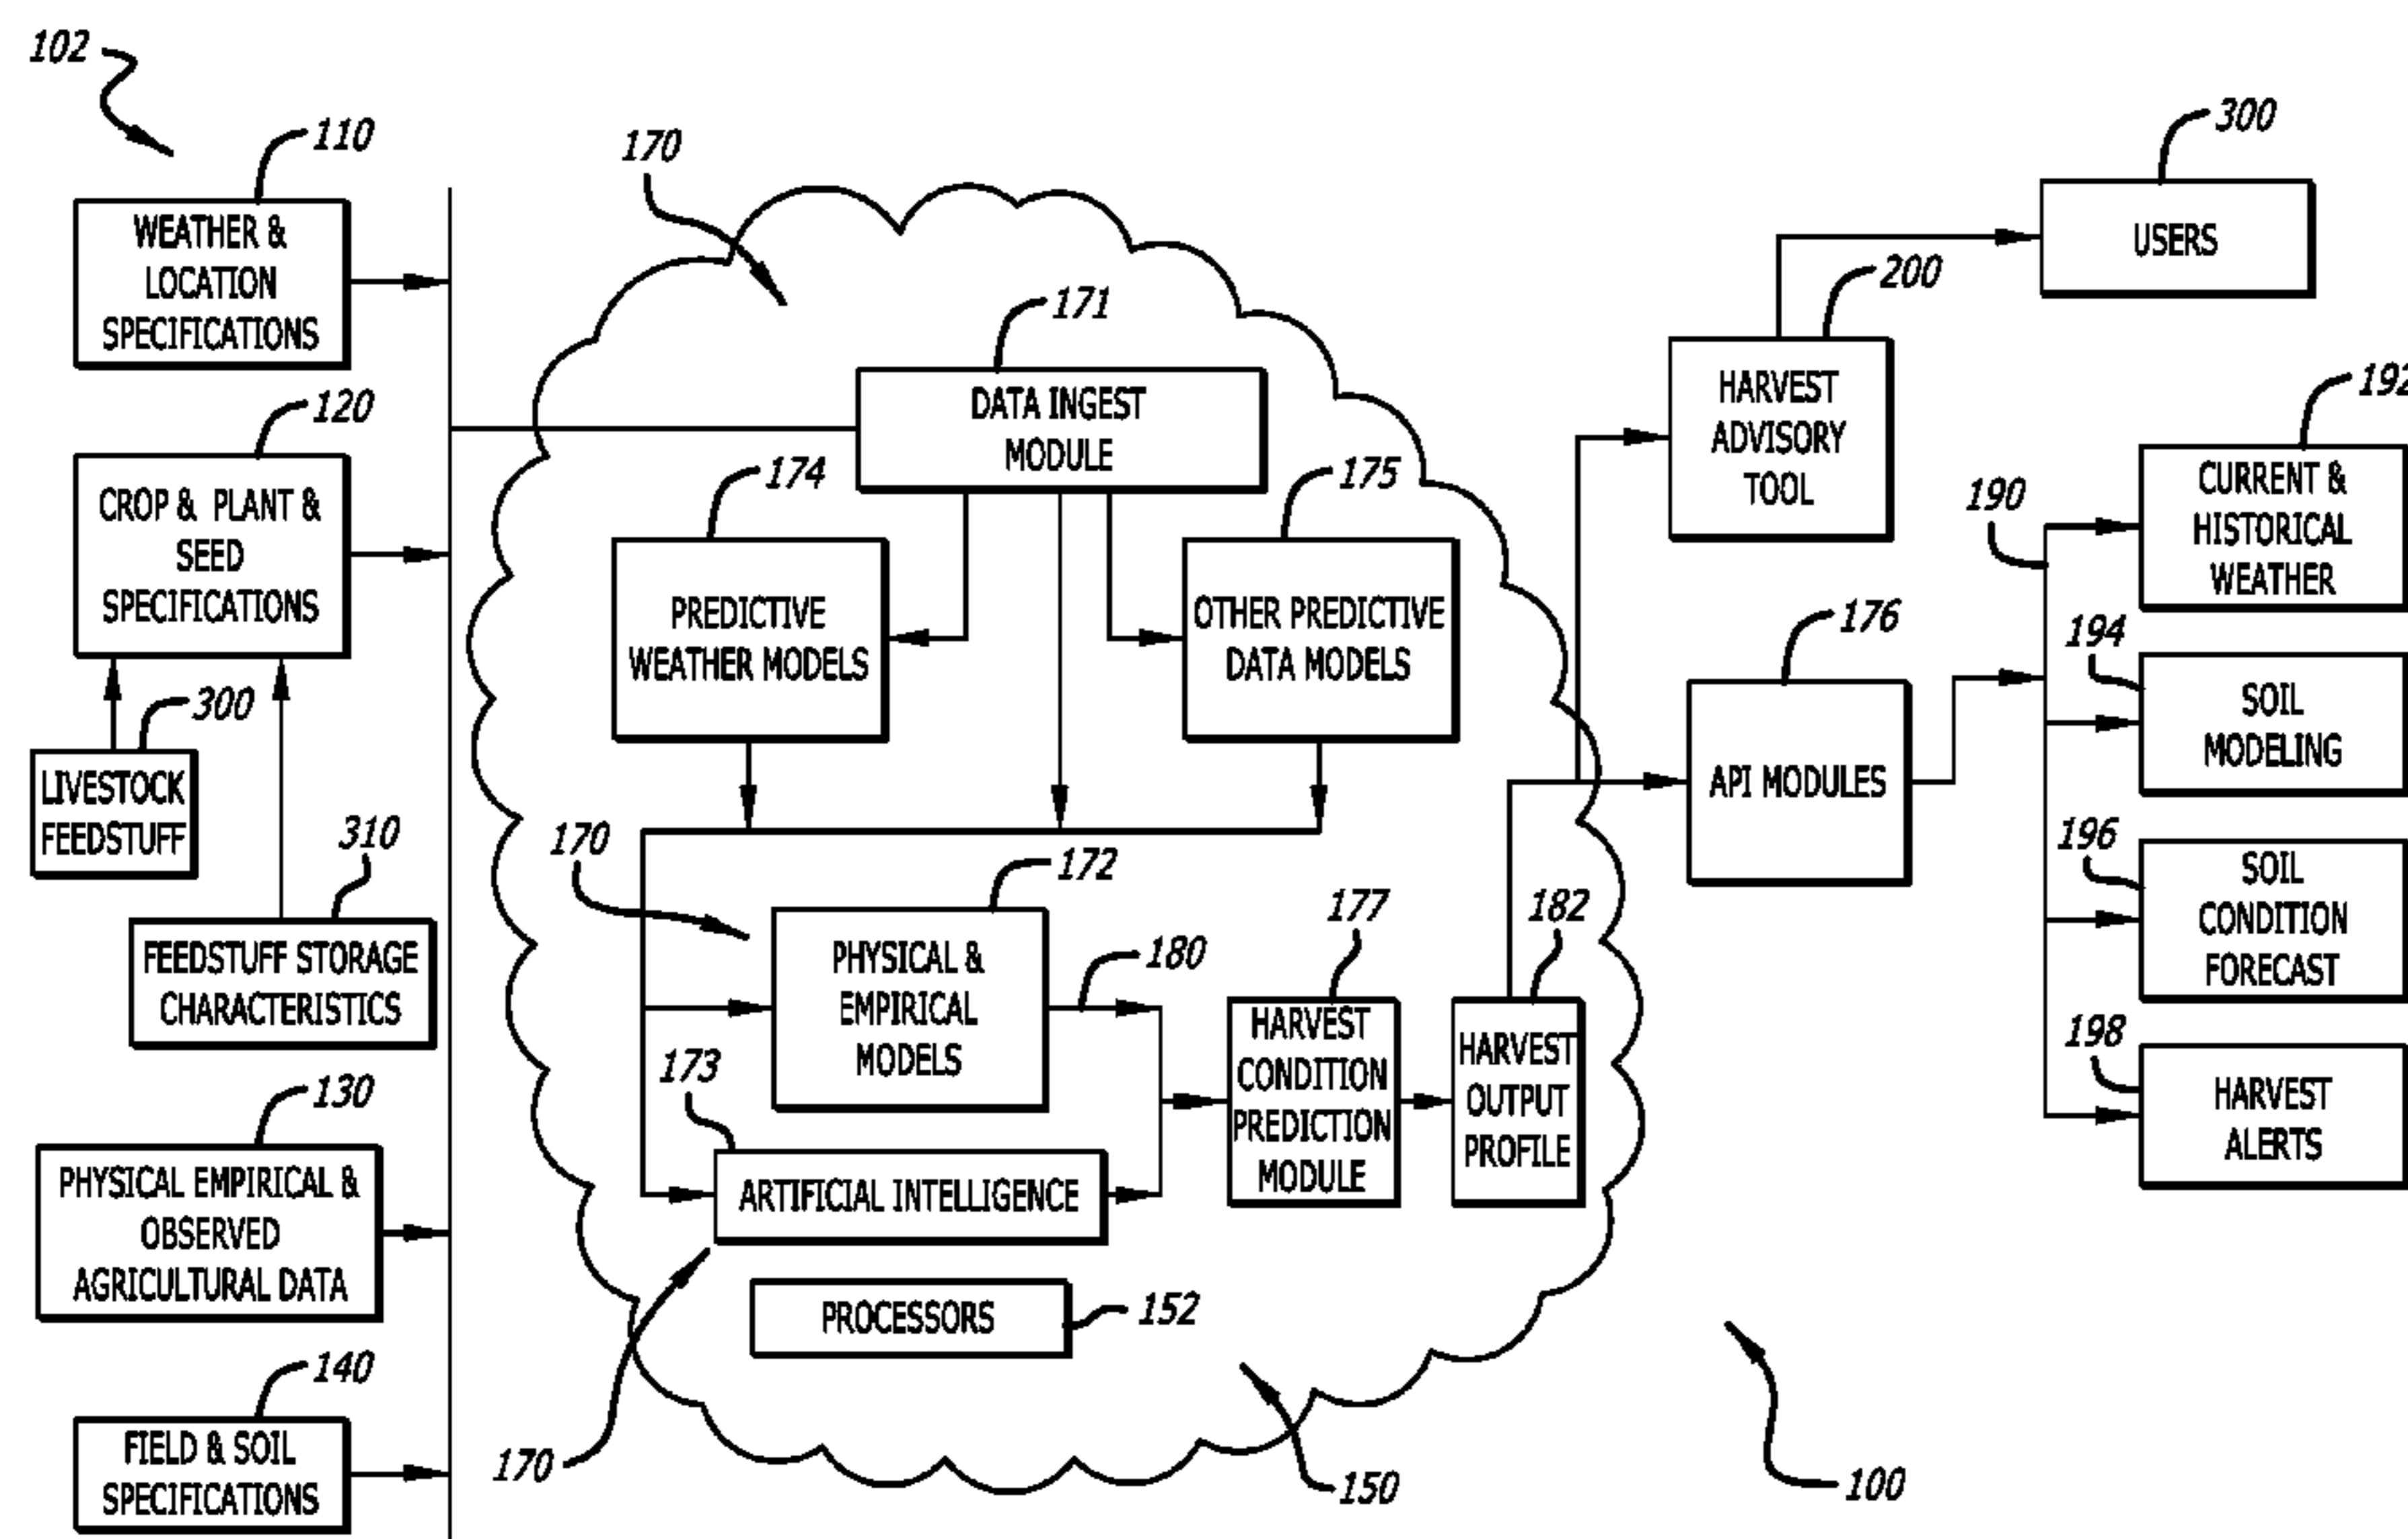 102
110
WEATHER &
LOCATION
SPECIFICATIONS
120
CROP & PLANT &
SEED
SPECIFICATIONS
300
LIVESTOCK
FEEDSTUFF
310
FEEDSTUFF STORAGE
CHARACTERISTICS
130
PHYSICAL EMPIRICAL &
OBSERVED
AGRICULTURAL DATA
140
FIELD & SOIL
SPECIFICATIONS
170
171
DATA INGEST
MODULE
174
PREDICTIVE
WEATHER MODELS
175
OTHER PREDICTIVE
DATA MODELS
170
172
PHYSICAL &
EMPIRICAL
MODELS
180
173
ARTIFICIAL INTELLIGENCE
170
PROCESSORS
152
177
HARVEST
CONDITION
PREDICTION
MODULE
182
HARVEST
OUTPUT
PROFILE
150
100
300
USERS
200
HARVEST
ADVISORY
TOOL
176
API MODULES
190
192
CURRENT &
HISTORICAL
WEATHER
194
SOIL
MODELING
196
SOIL
CONDITION
FORECAST
198
HARVEST
ALERTS